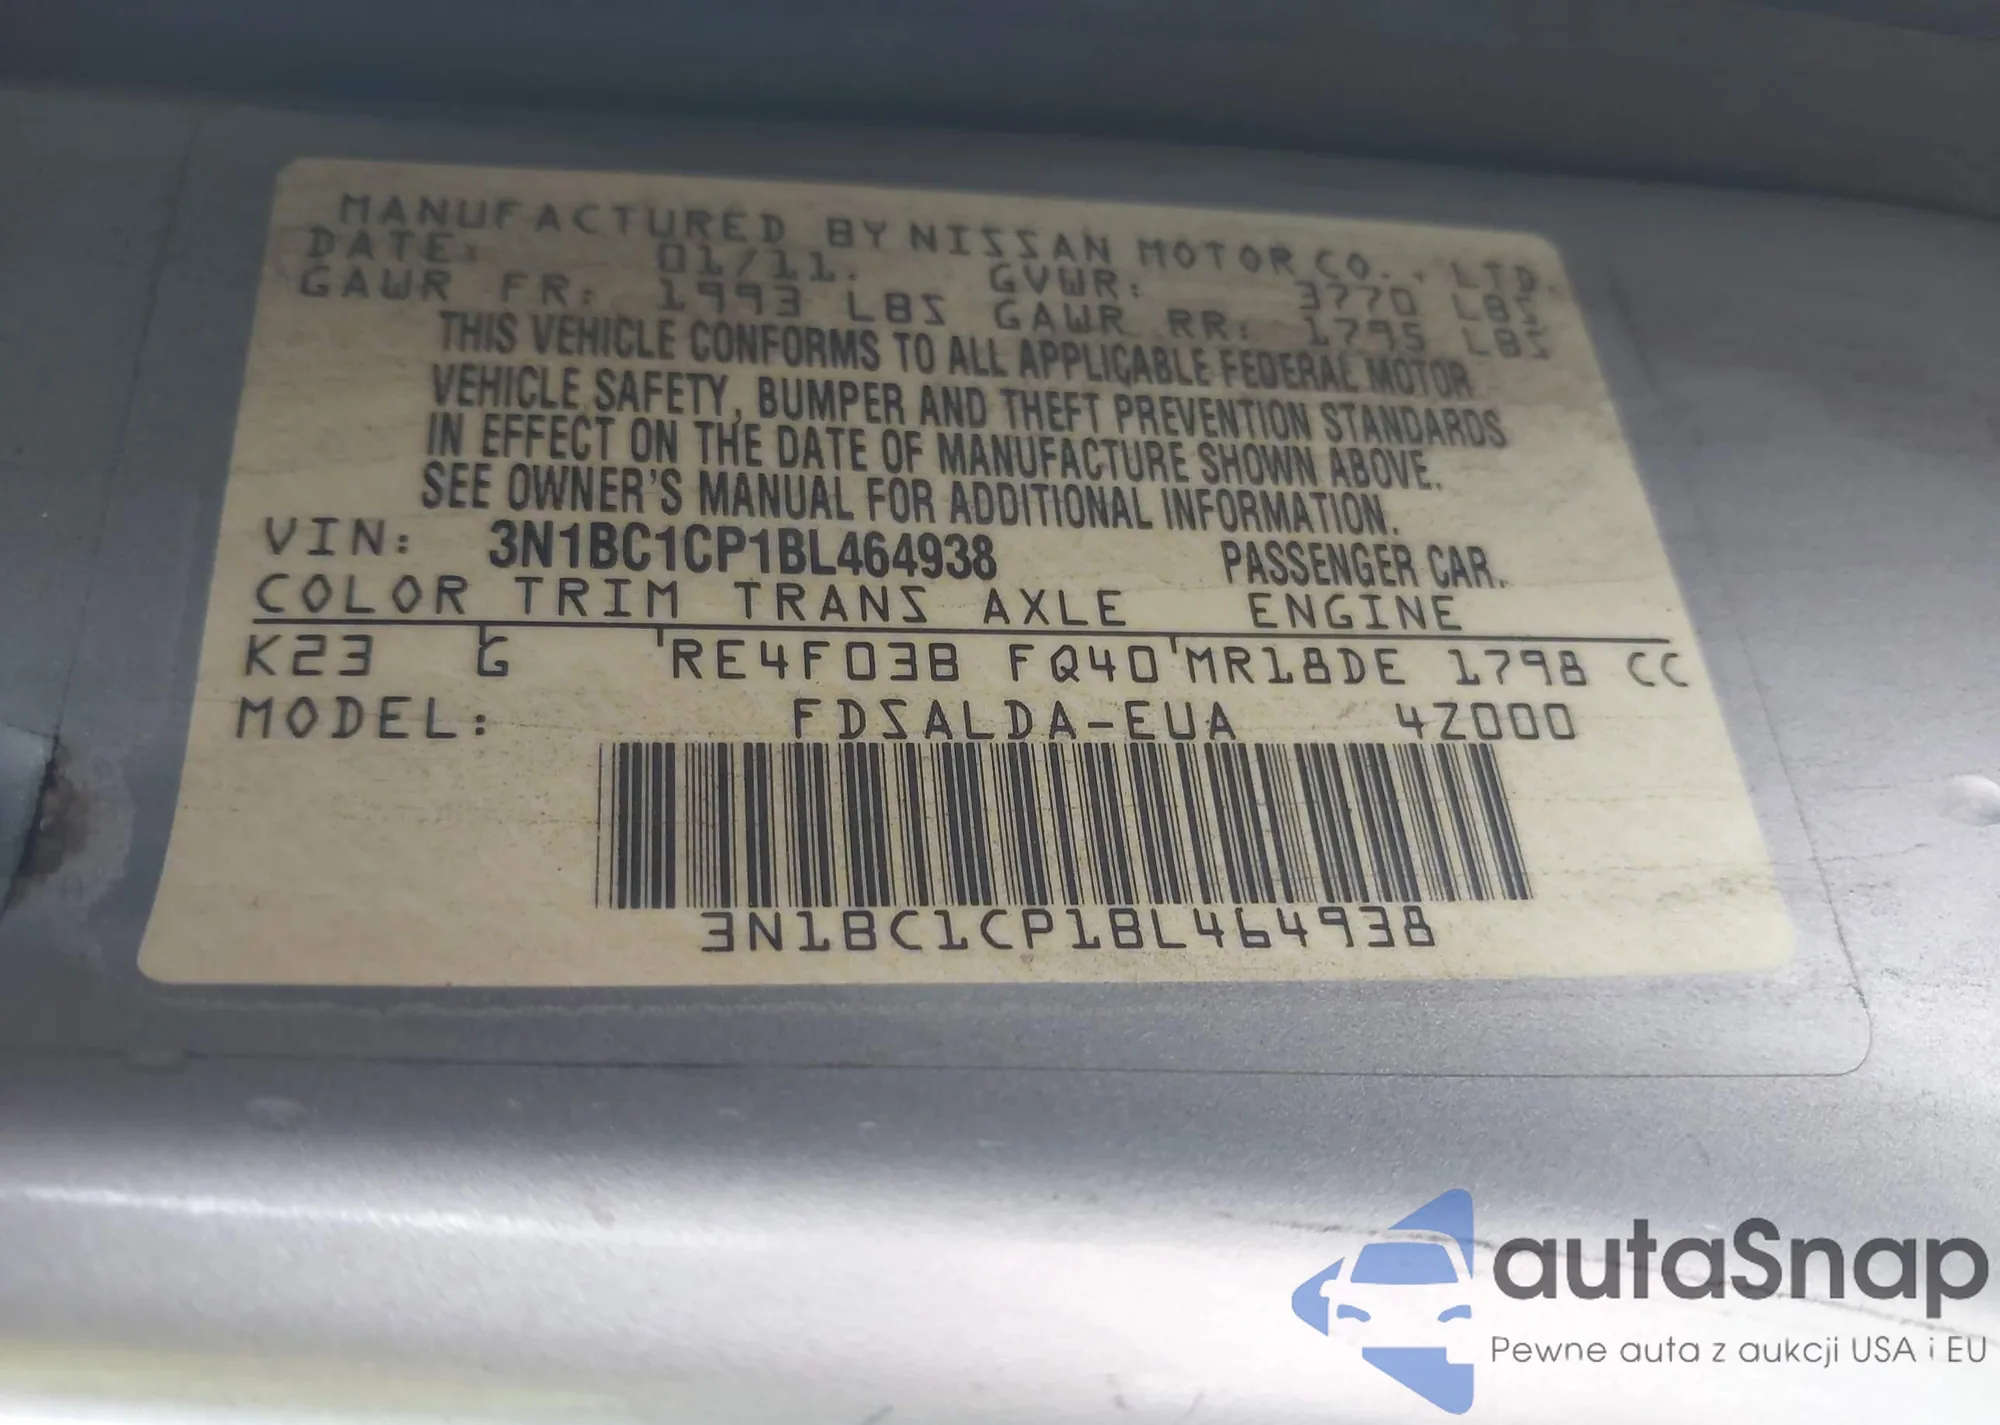 MANUFACTURED BY NISSAN MOTOR CO., LTD.
DATE: 01/11. GVWR: 3770 LBS
GAWR FR: 1993 LBS GAWR RR: 1795 LBS
THIS VEHICLE CONFORMS TO ALL APPLICABLE FEDERAL MOTOR
VEHICLE SAFETY, BUMPER AND THEFT PREVENTION STANDARDS
IN EFFECT ON THE DATE OF MANUFACTURE SHOWN ABOVE.
SEE OWNER'S MANUAL FOR ADDITIONAL INFORMATION.
VIN: 3N1BC1CP1BL464938 PASSENGER CAR.
COLOR TRIM TRANS AXLE ENGINE
K23 G RE4F03B FQ40 MR18DE 1798 CC
MODEL: FDSALDA-EUA 4Z000
3N1BC1CP1BL464938
autaSnap
Pewne auta z aukcji USA i EU